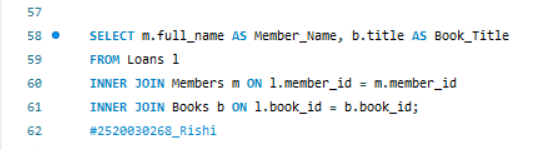 57
58 SELECT m.full_name AS Member_Name, b.title AS Book_Title
59 FROM Loans l
60 INNER JOIN Members m ON l.member_id = m.member_id
61 INNER JOIN Books b ON l.book_id = b.book_id;
62 #2520030268_Rishi